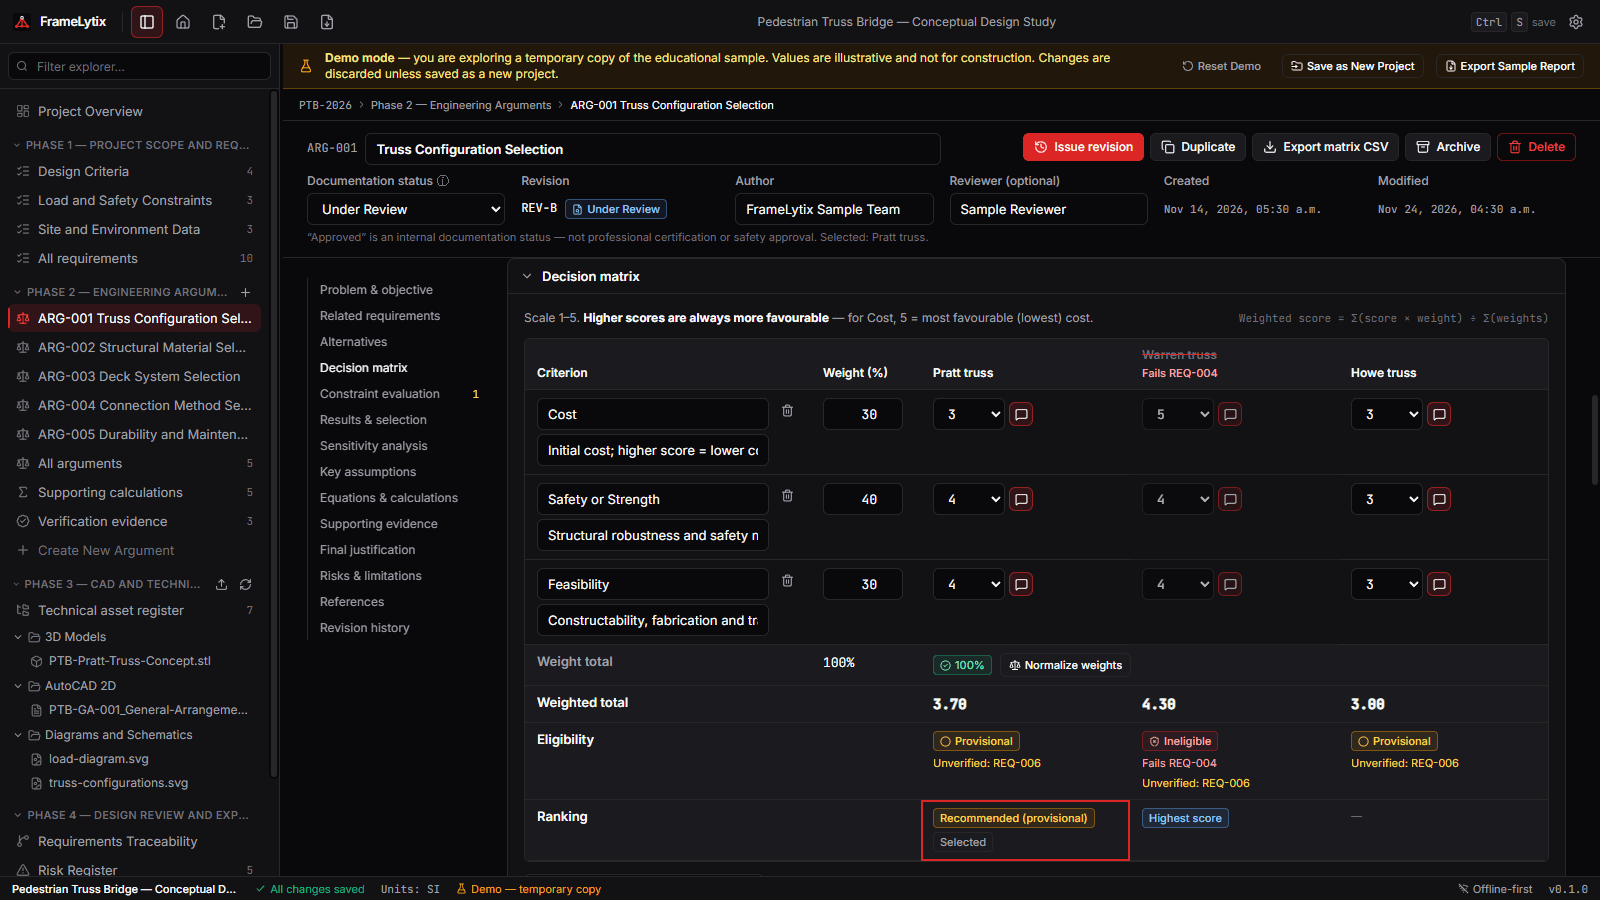 FrameLytix
Pedestrian Truss Bridge — Conceptual Design Study
Ctrl S save
Filter explorer...
Demo mode — you are exploring a temporary copy of the educational sample. Values are illustrative and not for construction. Changes are
discarded unless saved as a new project.
Reset Demo
Save as New Project
Export Sample Report
PTB-2026 > Phase 2 — Engineering Arguments > ARG-001 Truss Configuration Selection
Project Overview
PHASE 1 — PROJECT SCOPE AND REQ...
Design Criteria 4
Load and Safety Constraints 3
Site and Environment Data 3
All requirements 10
PHASE 2 — ENGINEERING ARGUM...
ARG-001 Truss Configuration Sel...
ARG-002 Structural Material Sel...
ARG-003 Deck System Selection
ARG-004 Connection Method Se...
ARG-005 Durability and Mainten...
All arguments 5
Supporting calculations 5
Verification evidence 3
Create New Argument
PHASE 3 — CAD AND TECHNI...
Technical asset register 7
3D Models
PTB-Pratt-Truss-Concept.stl
AutoCAD 2D
PTB-GA-001_General-Arrangeme...
Diagrams and Schematics
load-diagram.svg
truss-configurations.svg
PHASE 4 — DESIGN REVIEW AND EXP...
Requirements Traceability
Risk Register 5
ARG-001 Truss Configuration Selection
Issue revision
Duplicate
Export matrix CSV
Archive
Delete
Documentation status Revision Author Reviewer (optional) Created Modified
Under Review REV-B Under Review FrameLytix Sample Team Sample Reviewer Nov 14, 2026, 05:30 a.m. Nov 24, 2026, 04:30 a.m.
“Approved” is an internal documentation status — not professional certification or safety approval. Selected: Pratt truss.
Problem & objective
Related requirements
Alternatives
Decision matrix
Constraint evaluation 1
Results & selection
Sensitivity analysis
Key assumptions
Equations & calculations
Supporting evidence
Final justification
Risks & limitations
References
Revision history
Decision matrix
Scale 1–5. Higher scores are always more favourable — for Cost, 5 = most favourable (lowest) cost.
Weighted score = Σ(score × weight) ÷ Σ(weights)
Warren truss
Criterion Weight (%) Pratt truss Fails REQ-004 Howe truss
Cost 30 3 5 3
Initial cost; higher score = lower c
Safety or Strength 40 4 4 3
Structural robustness and safety
Feasibility 30 4 4 3
Constructability, fabrication and
Weight total 100% 100% Normalize weights
Weighted total 3.70 4.30 3.00
Eligibility Provisional Ineligible Provisional
Unverified: REQ-006 Fails REQ-004 Unverified: REQ-006
Unverified: REQ-006
Ranking Recommended (provisional) Highest score —
Selected
Pedestrian Truss Bridge — Conceptual D... All changes saved Units: SI Demo — temporary copy Offline-first v0.1.0